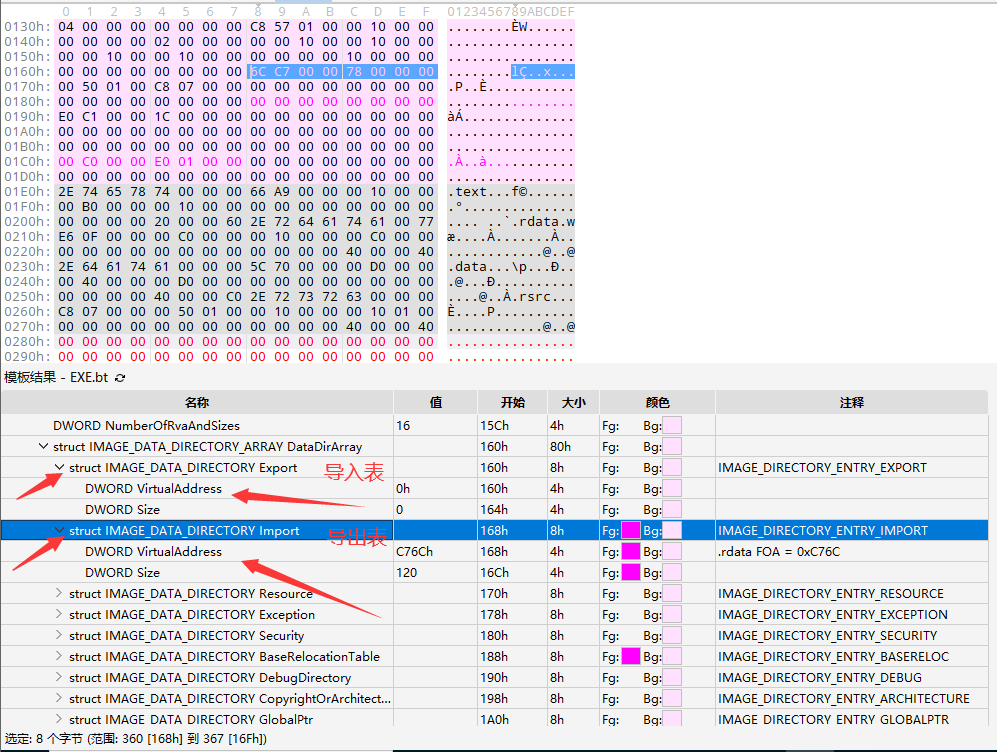 0 1 2 3 4 5 6 7 8 9 A B C D E F 0123456789ABCDEF
0130h: 04 00 00 00 00 00 00 00 C8 57 01 00 00 10 00 00 ........ÈW......
0140h: 00 00 00 00 02 00 00 00 00 00 10 00 00 10 00 00 ................
0150h: 00 00 10 00 00 10 00 00 00 00 00 00 10 00 00 00 ................
0160h: 00 00 00 00 00 00 00 00 6C C7 00 00 78 00 00 00 ........lÇ..x...
0170h: 00 50 01 00 C8 07 00 00 00 00 00 00 00 00 00 00 .P..È...........
0180h: 00 00 00 00 00 00 00 00 00 00 00 00 00 00 00 00 ................
0190h: E0 C1 00 00 1C 00 00 00 00 00 00 00 00 00 00 00 àÁ..............
01A0h: 00 00 00 00 00 00 00 00 00 00 00 00 00 00 00 00 ................
01B0h: 00 00 00 00 00 00 00 00 00 00 00 00 00 00 00 00 ................
01C0h: 00 C0 00 00 E0 01 00 00 00 00 00 00 00 00 00 00 .À..à...........
01D0h: 00 00 00 00 00 00 00 00 00 00 00 00 00 00 00 00 ................
01E0h: 2E 74 65 78 74 00 00 00 66 A9 00 00 00 10 00 00 .text...f©......
01F0h: 00 B0 00 00 00 10 00 00 00 00 00 00 00 00 00 00 .°..............
0200h: 00 00 00 00 20 00 00 60 2E 72 64 61 74 61 00 77 .... ..`.rdata.w
0210h: E6 0F 00 00 00 C0 00 00 00 10 00 00 00 C0 00 00 æ....À.......À..
0220h: 00 00 00 00 00 00 00 00 00 00 00 00 40 00 00 40 ............@..@
0230h: 2E 64 61 74 61 00 00 00 5C 70 00 00 00 D0 00 00 .data...\p...Ð..
0240h: 00 40 00 00 00 D0 00 00 00 00 00 00 00 00 00 00 .@...Ð..........
0250h: 00 00 00 00 40 00 00 C0 2E 72 73 72 63 00 00 00 ....@..À.rsrc...
0260h: C8 07 00 00 00 50 01 00 00 10 00 00 00 10 01 00 È....P..........
0270h: 00 00 00 00 00 00 00 00 00 00 00 00 40 00 00 40 ............@..@
0280h: 00 00 00 00 00 00 00 00 00 00 00 00 00 00 00 00 ................
0290h: 00 00 00 00 00 00 00 00 00 00 00 00 00 00 00 00 ................
模板结果 - EXE.bt
名称 值 开始 大小 颜色 注释
DWORD NumberOfRvaAndSizes 16 15Ch 4h Fg: Bg:
struct IMAGE_DATA_DIRECTORY_ARRAY DataDirArray 160h 80h Fg: Bg:
struct IMAGE_DATA_DIRECTORY Export 导入表 160h 8h Fg: Bg: IMAGE_DIRECTORY_ENTRY_EXPORT
DWORD VirtualAddress 0h 160h 4h Fg: Bg:
DWORD Size 0 164h 4h Fg: Bg:
struct IMAGE_DATA_DIRECTORY Import 导出表 168h 8h Fg: Bg: IMAGE_DIRECTORY_ENTRY_IMPORT
DWORD VirtualAddress C76Ch 168h 4h Fg: Bg: .rdata FOA = 0xC76C
DWORD Size 120 16Ch 4h Fg: Bg:
struct IMAGE_DATA_DIRECTORY Resource 170h 8h Fg: Bg: IMAGE_DIRECTORY_ENTRY_RESOURCE
struct IMAGE_DATA_DIRECTORY Exception 178h 8h Fg: Bg: IMAGE_DIRECTORY_ENTRY_EXCEPTION
struct IMAGE_DATA_DIRECTORY Security 180h 8h Fg: Bg: IMAGE_DIRECTORY_ENTRY_SECURITY
struct IMAGE_DATA_DIRECTORY BaseRelocationTable 188h 8h Fg: Bg: IMAGE_DIRECTORY_ENTRY_BASERELOC
struct IMAGE_DATA_DIRECTORY DebugDirectory 190h 8h Fg: Bg: IMAGE_DIRECTORY_ENTRY_DEBUG
struct IMAGE_DATA_DIRECTORY CopyrightOrArchitect... 198h 8h Fg: Bg: IMAGE_DIRECTORY_ENTRY_ARCHITECTURE
struct IMAGE_DATA_DIRECTORY GlobalPtr 1A0h 8h Fg: Bg: IMAGE_DIRECTORY_ENTRY_GLOBALPTR
选定: 8 个字节 (范围: 360 [168h] 到 367 [16Fh])